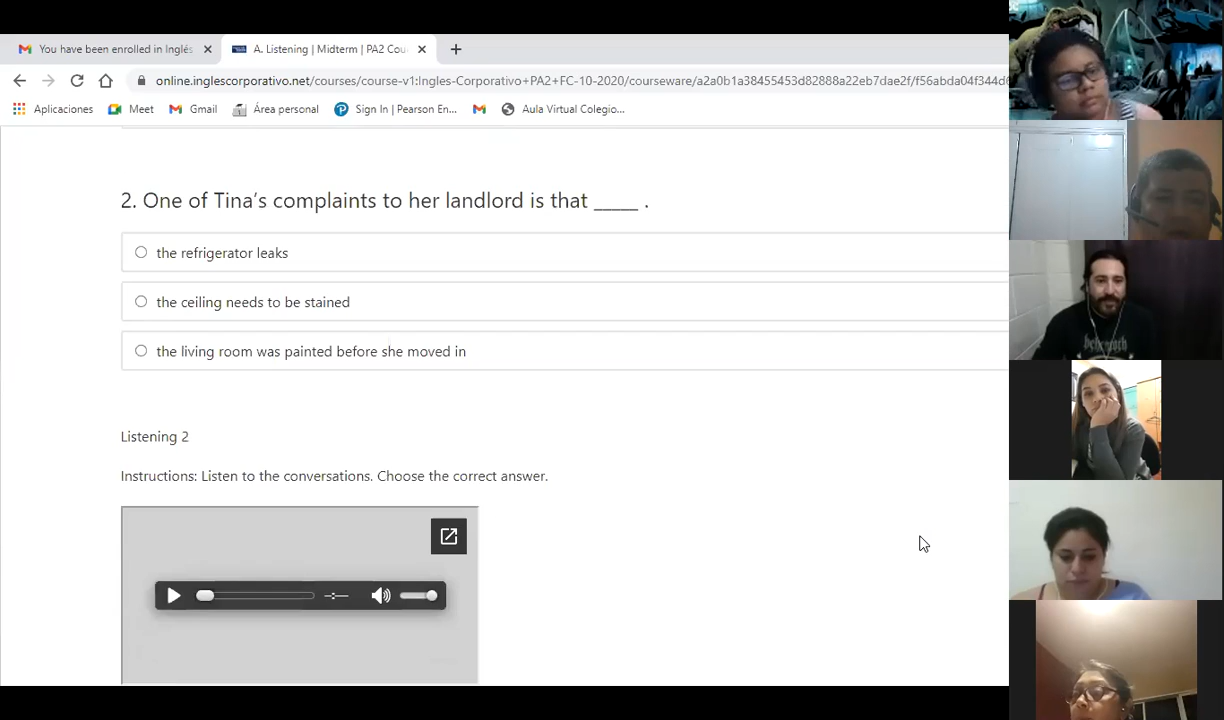 You have been enrolled in Inglés
A. Listening | Midterm | PA2 Cou
online.inglescorporativo.net/courses/course-v1:Ingles-Corporativo+PA2+FC-10-2020/courseware/a2a0b1a38455453d82888a22eb7dae2f/f56abda04f344d
Aplicaciones Meet Gmail Área personal Sign In | Pearson En... Aula Virtual Colegio...
2. One of Tina’s complaints to her landlord is that _____ .
the refrigerator leaks
the ceiling needs to be stained
the living room was painted before she moved in
Listening 2
Instructions: Listen to the conversations. Choose the correct answer.
behemoth